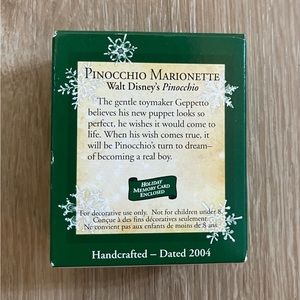 PINOCCHIO MARIONETTE
Walt Disney's Pinocchio
The gentle toymaker Geppetto
believes his new puppet looks so
perfect, he wishes it would come to
life. When his wish comes true, it
will be Pinocchio's turn to dream–
of becoming a real boy.
HOLIDAY
MEMORY CARD
ENCLOSED
For decorative use only. Not for children under 8.
Conçue à des fins décoratives seulement.
Ne convient pas aux enfants de moins de 8 ans.
Handcrafted – Dated 2004